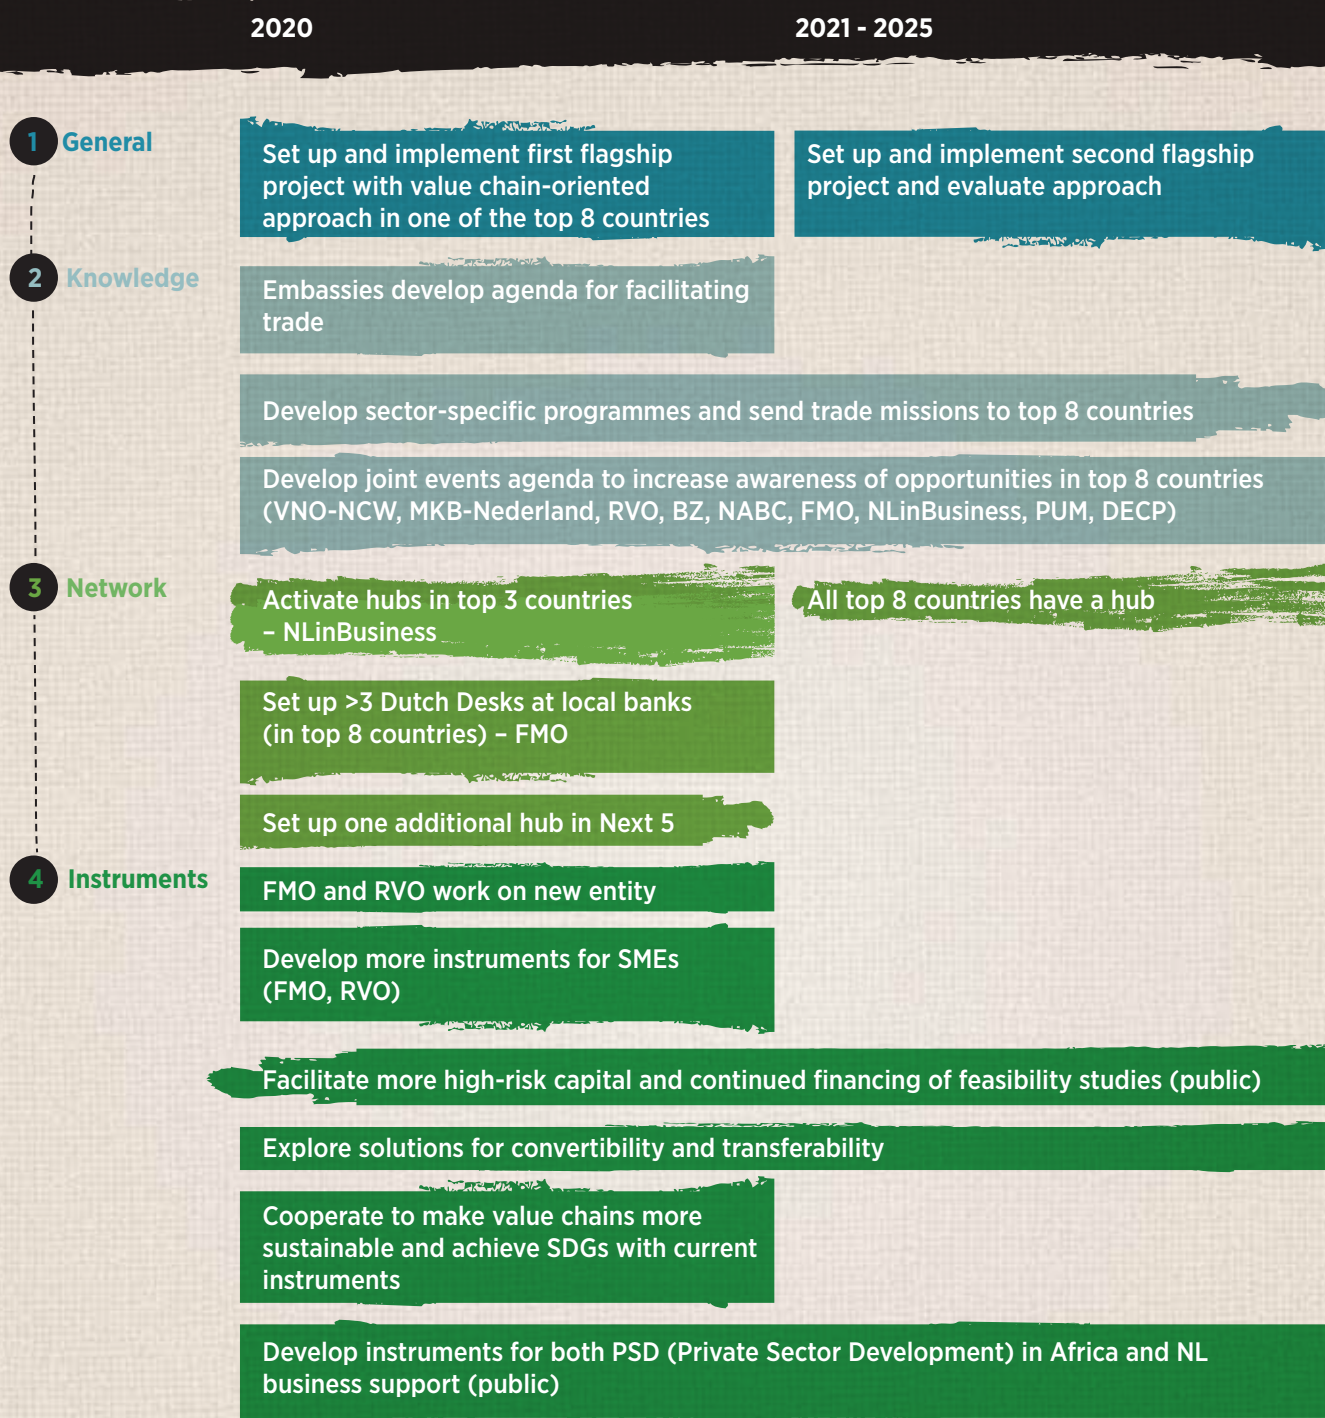 2020
2021 - 2025
1 General
Set up and implement first flagship
project with value chain-oriented
approach in one of the top 8 countries
Set up and implement second flagship
project and evaluate approach
2 Knowledge
Embassies develop agenda for facilitating
trade
Develop sector-specific programmes and send trade missions to top 8 countries
Develop joint events agenda to increase awareness of opportunities in top 8 countries
(VNO-NCW, MKB-Nederland, RVO, BZ, NABC, FMO, NLinBusiness, PUM, DECP)
3 Network
Activate hubs in top 3 countries
– NLinBusiness
All top 8 countries have a hub
Set up >3 Dutch Desks at local banks
(in top 8 countries) – FMO
Set up one additional hub in Next 5
4 Instruments
FMO and RVO work on new entity
Develop more instruments for SMEs
(FMO, RVO)
Facilitate more high-risk capital and continued financing of feasibility studies (public)
Explore solutions for convertibility and transferability
Cooperate to make value chains more
sustainable and achieve SDGs with current
instruments
Develop instruments for both PSD (Private Sector Development) in Africa and NL
business support (public)